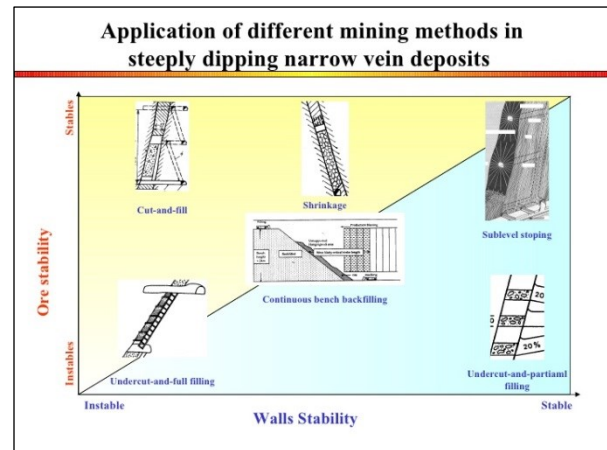 Application of different mining methods in
steeply dipping narrow vein deposits
Stables
Ore stability
Instables
Cut-and-fill
Shrinkage
Sublevel stoping
Continuous bench backfilling
Undercut-and-full filling
Undercut-and-partiaml
filling
20
20%
Instable
Stable
Walls Stability